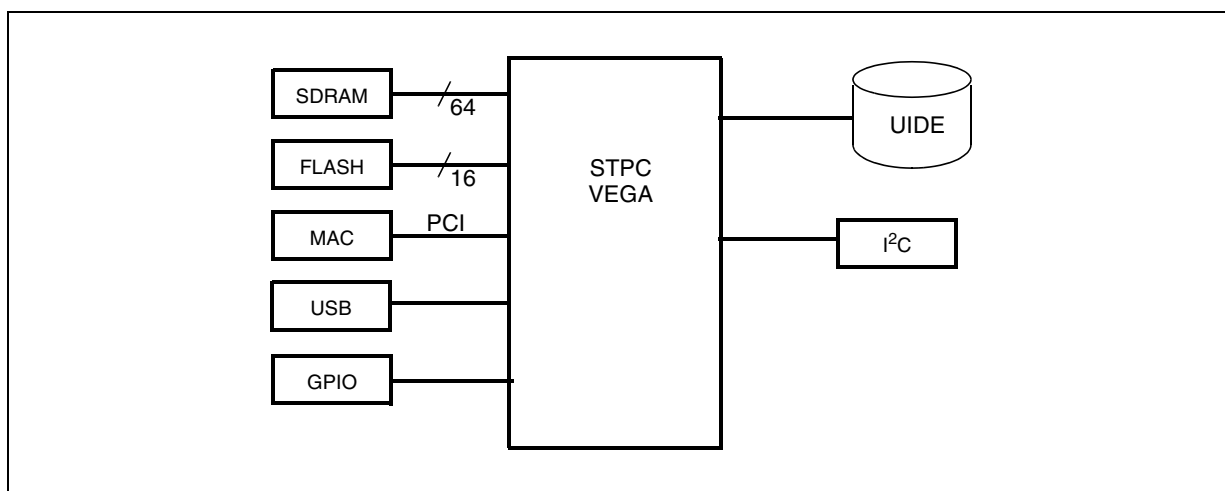 SDRAM
64
FLASH
16
MAC
PCI
USB
GPIO
STPC
VEGA
UIDE
I²C